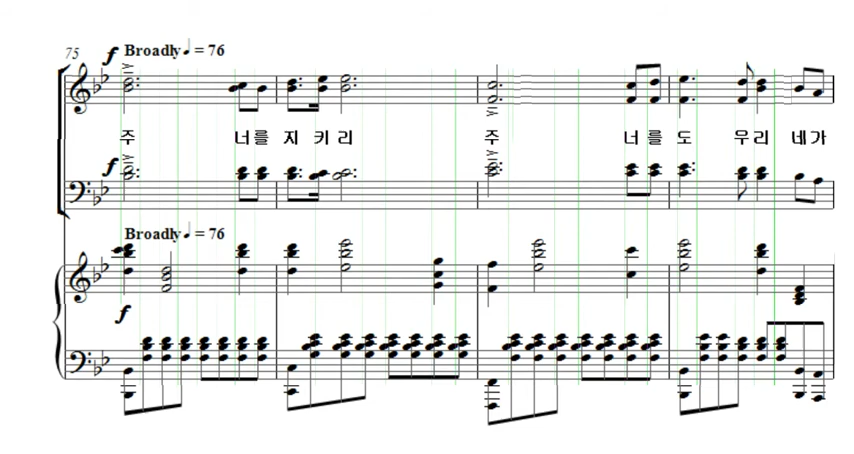 75 f Broadly ♩= 76
주 너를 지 키 리 주 너 를 도 우리 네가
f
Broadly ♩= 76
f